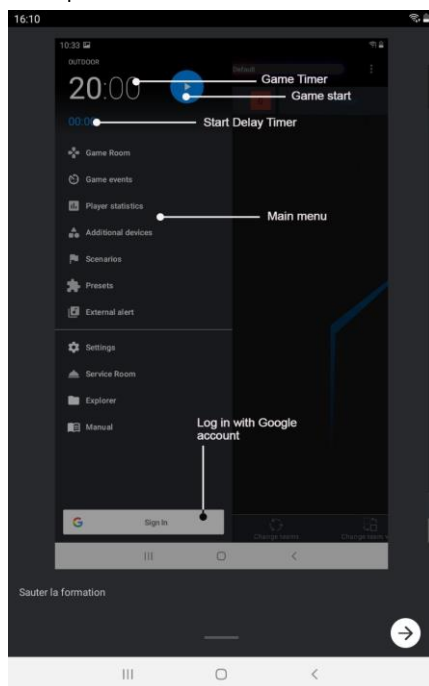 16:10
10:33
OUTDOOR
20:00
Default
Game Timer
Game start
Start Delay Timer
Game Room
Game events
Player statistics
Main menu
Additional devices
Scenarios
Presets
External alert
Settings
Service Room
Explorer
Manual
Log in with Google
account
G
Sign In
Change teams
Change team
Sauter la formation